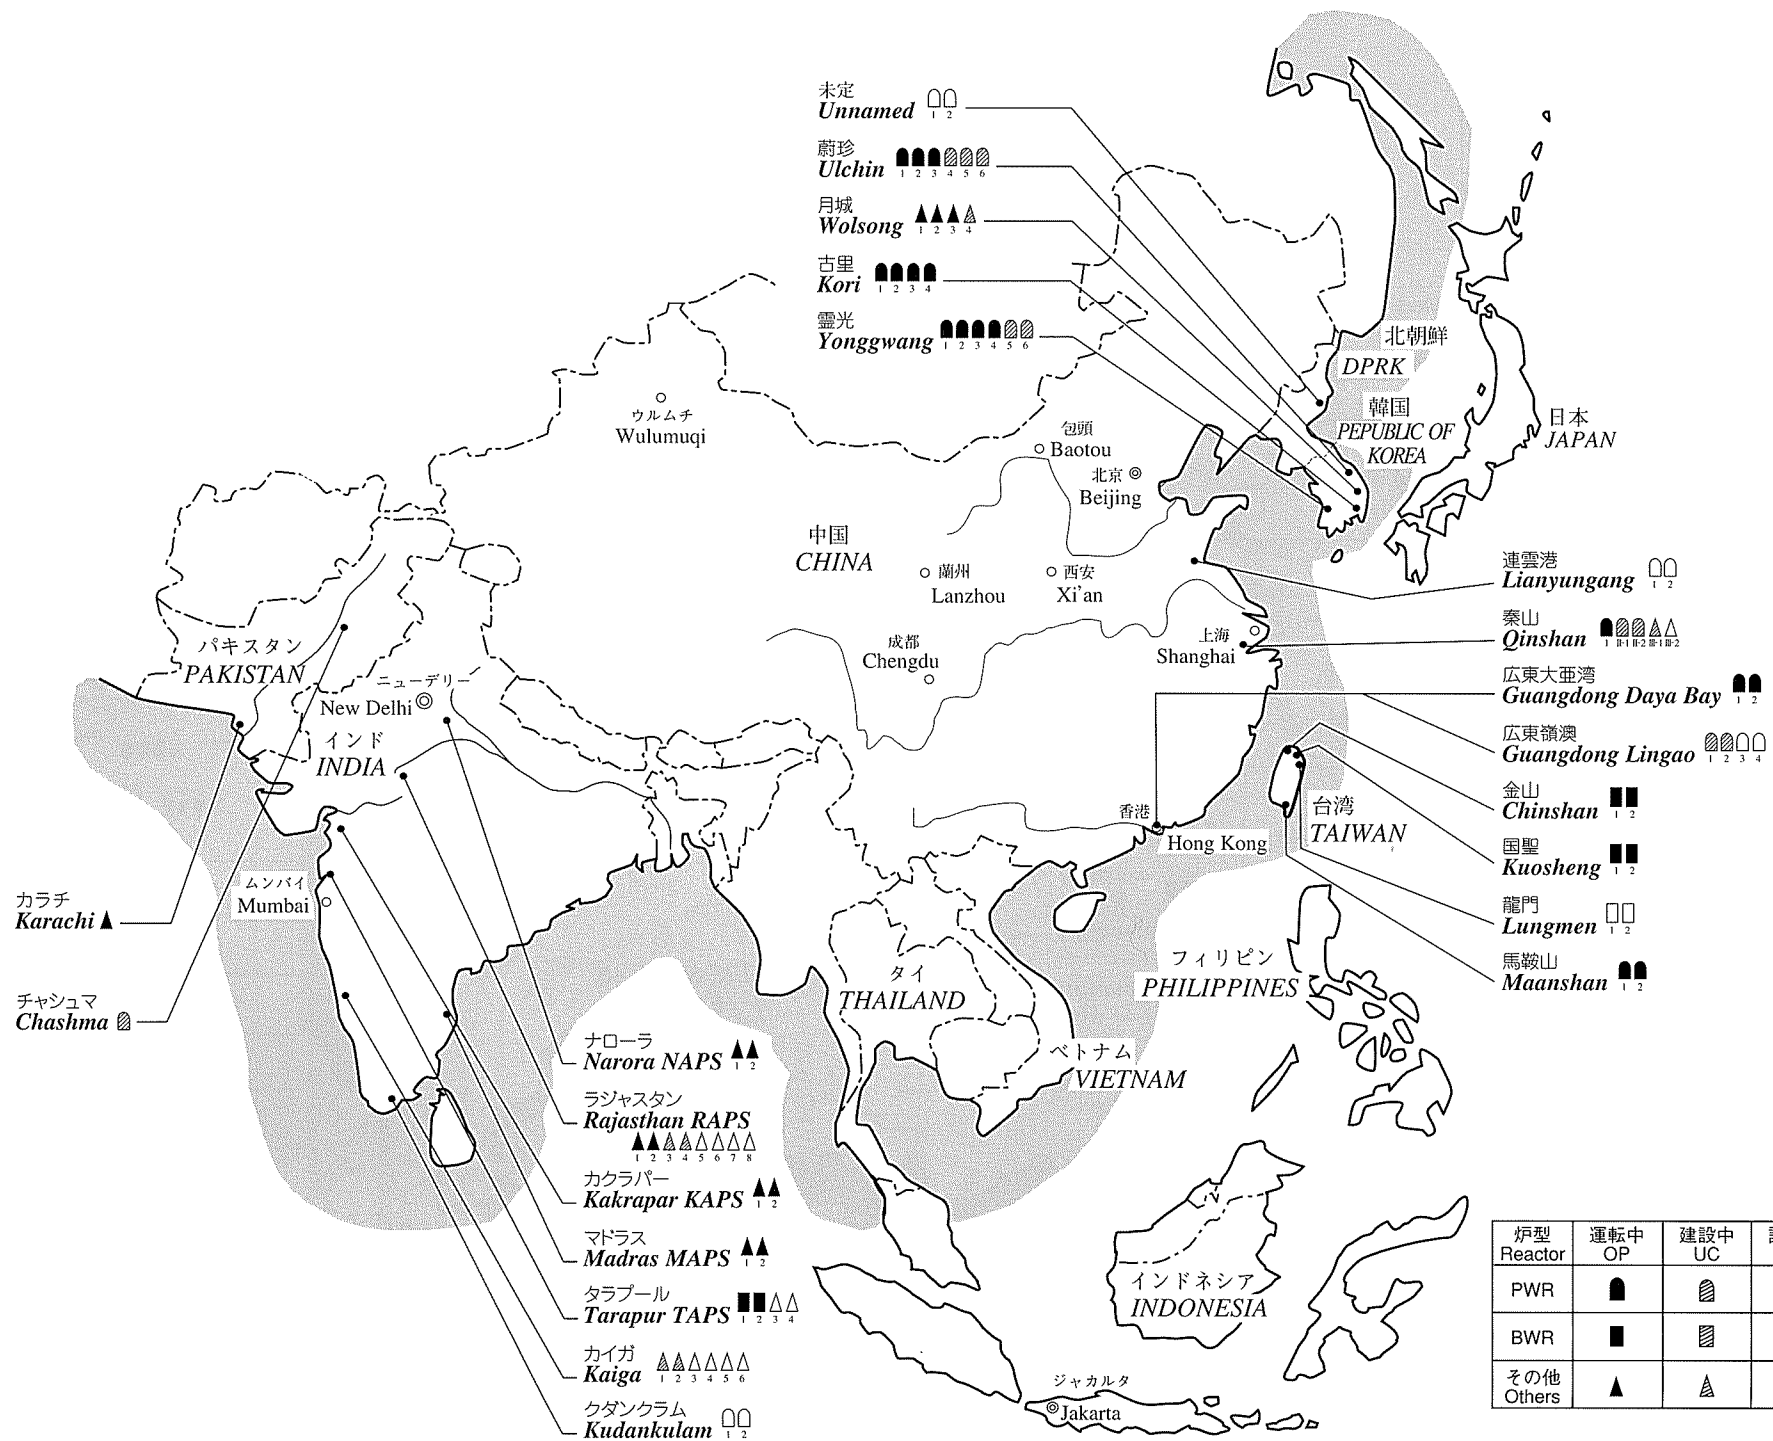 未定
Unnamed
1 2
蔚珍
Ulchin
1 2 3 4 5 6
月城
Wolsong
1 2 3 4
古里
Kori
1 2 3 4
霊光
Yonggwang
1 2 3 4 5 6
北朝鮮
DPRK
韓国
PEPUBLIC OF
KOREA
日本
JAPAN
ウルムチ
Wulumuqi
包頭
Baotou
北京
Beijing
中国
CHINA
蘭州
Lanzhou
西安
Xi'an
成都
Chengdu
上海
Shanghai
連雲港
Lianyungang
1 2
秦山
Qinshan
1 II-1 II-2 III-1 III-2
広東大亜湾
Guangdong Daya Bay
1 2
広東嶺澳
Guangdong Lingao
1 2 3 4
金山
Chinshan
1 2
国聖
Kuosheng
1 2
龍門
Lungmen
1 2
馬鞍山
Maanshan
1 2
台湾
TAIWAN
香港
Hong Kong
パキスタン
PAKISTAN
ニューデリー
New Delhi
インド
INDIA
ムンバイ
Mumbai
カラチ
Karachi
チャシュマ
Chashma
タイ
THAILAND
ベトナム
VIETNAM
フィリピン
PHILIPPINES
ナローラ
Narora NAPS
1 2
ラジャスタン
Rajasthan RAPS
1 2 3 4 5 6 7 8
カクラパー
Kakrapar KAPS
1 2
マドラス
Madras MAPS
1 2
タラプール
Tarapur TAPS
1 2 3 4
カイガ
Kaiga
1 2 3 4 5 6
クダンクラム
Kudankulam
1 2
インドネシア
INDONESIA
ジャカルタ
Jakarta
炉型 運転中 建設中
Reactor OP UC
PWR
BWR
その他
Others